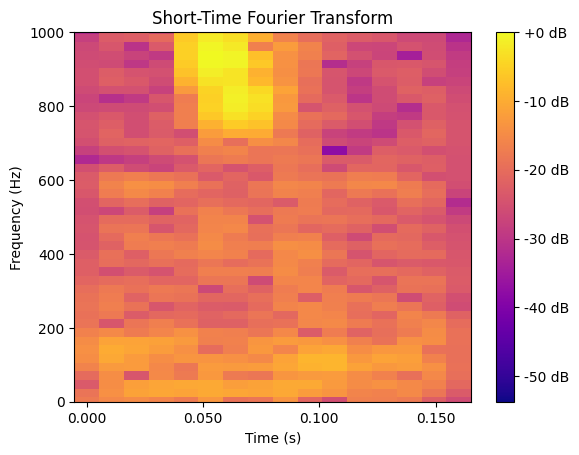 Short-Time Fourier Transform
1000
800
600
400
200
0
Frequency (Hz)
0.000
0.050
0.100
0.150
Time (s)
+0 dB
-10 dB
-20 dB
-30 dB
-40 dB
-50 dB